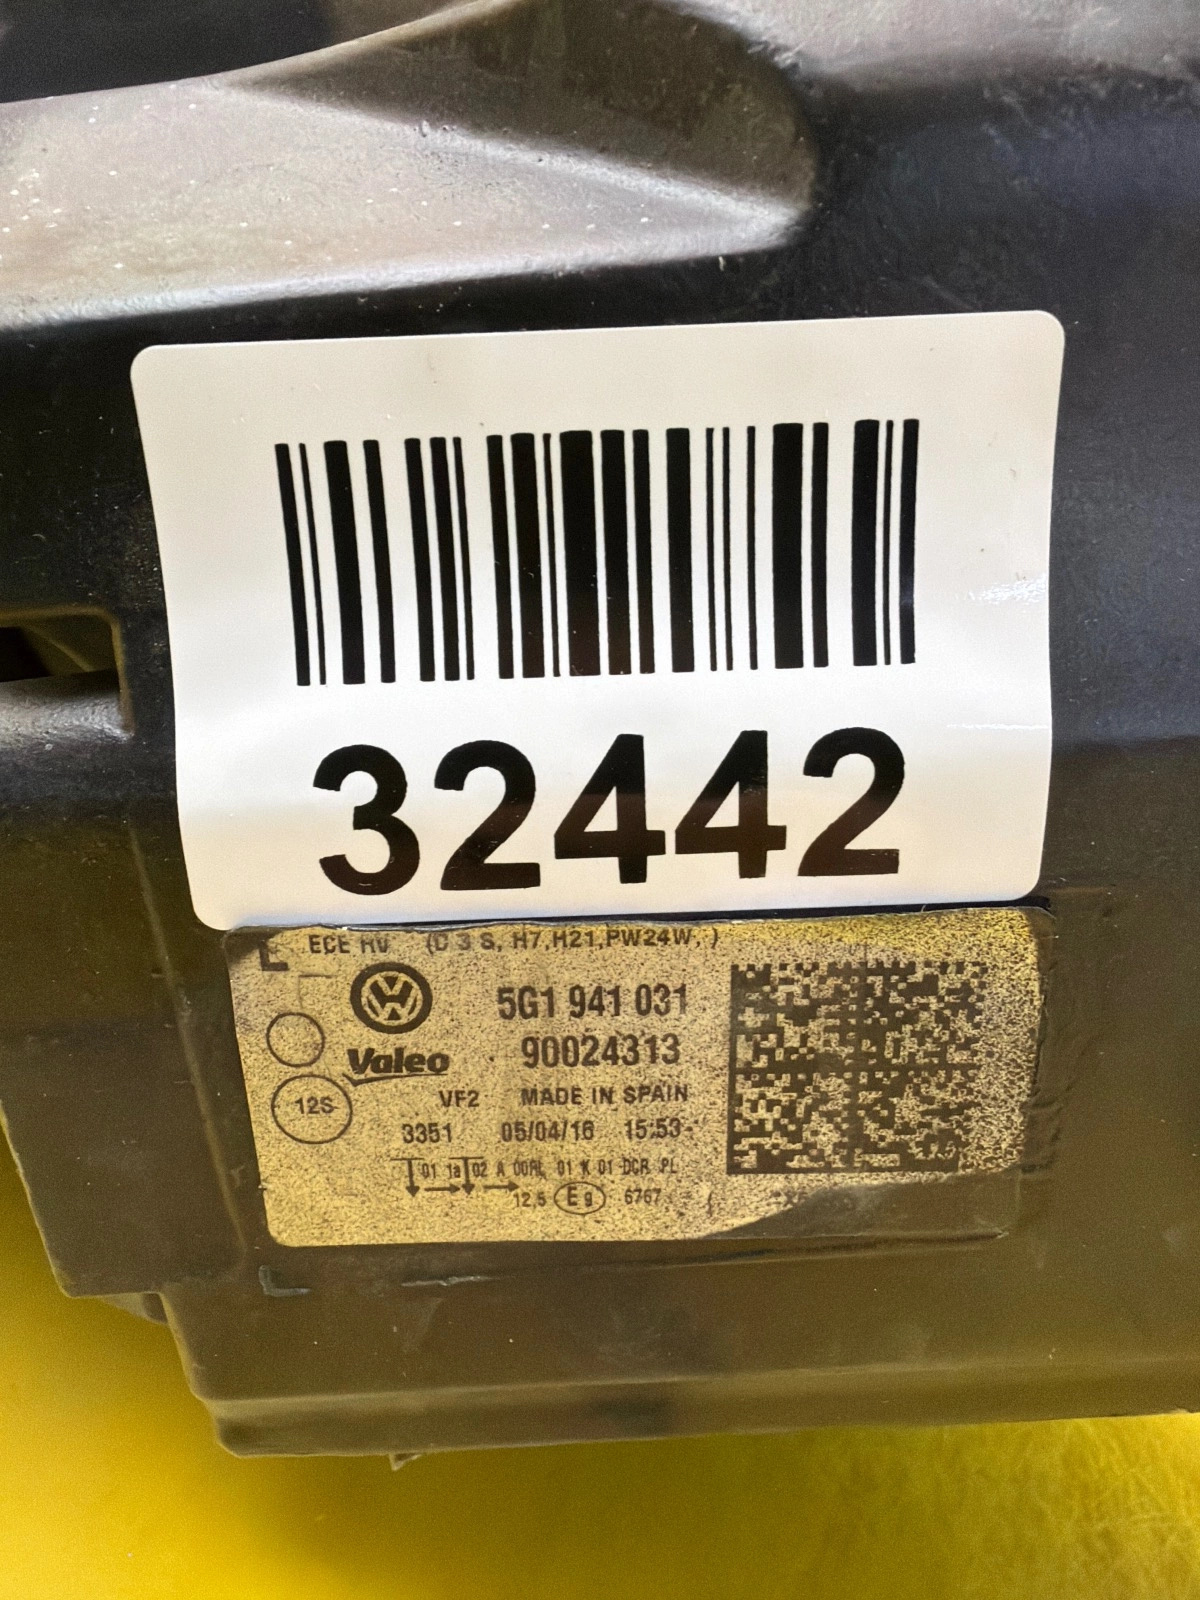 32442
L ECE RV (D 3 S, H7,H21,PW24W, )
5G1 941 031
Valeo 90024313
12S VF2 MADE IN SPAIN
3351 05/04/16 15:53
01 1a 02 A 00RL 01 K 01 DCR PL
12,5 E9 6767
L